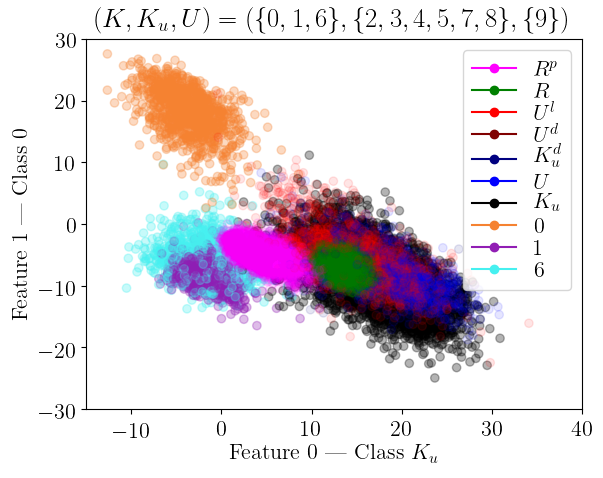 (K, K_u, U) = ({0, 1, 6}, {2, 3, 4, 5, 7, 8}, {9})
30
20
10
0
−10
−20
−30
Feature 1 — Class 0
R^p
R
U^l
U^d
K_u^d
U
K_u
0
1
6
−10
0
10
20
30
40
Feature 0 — Class K_u